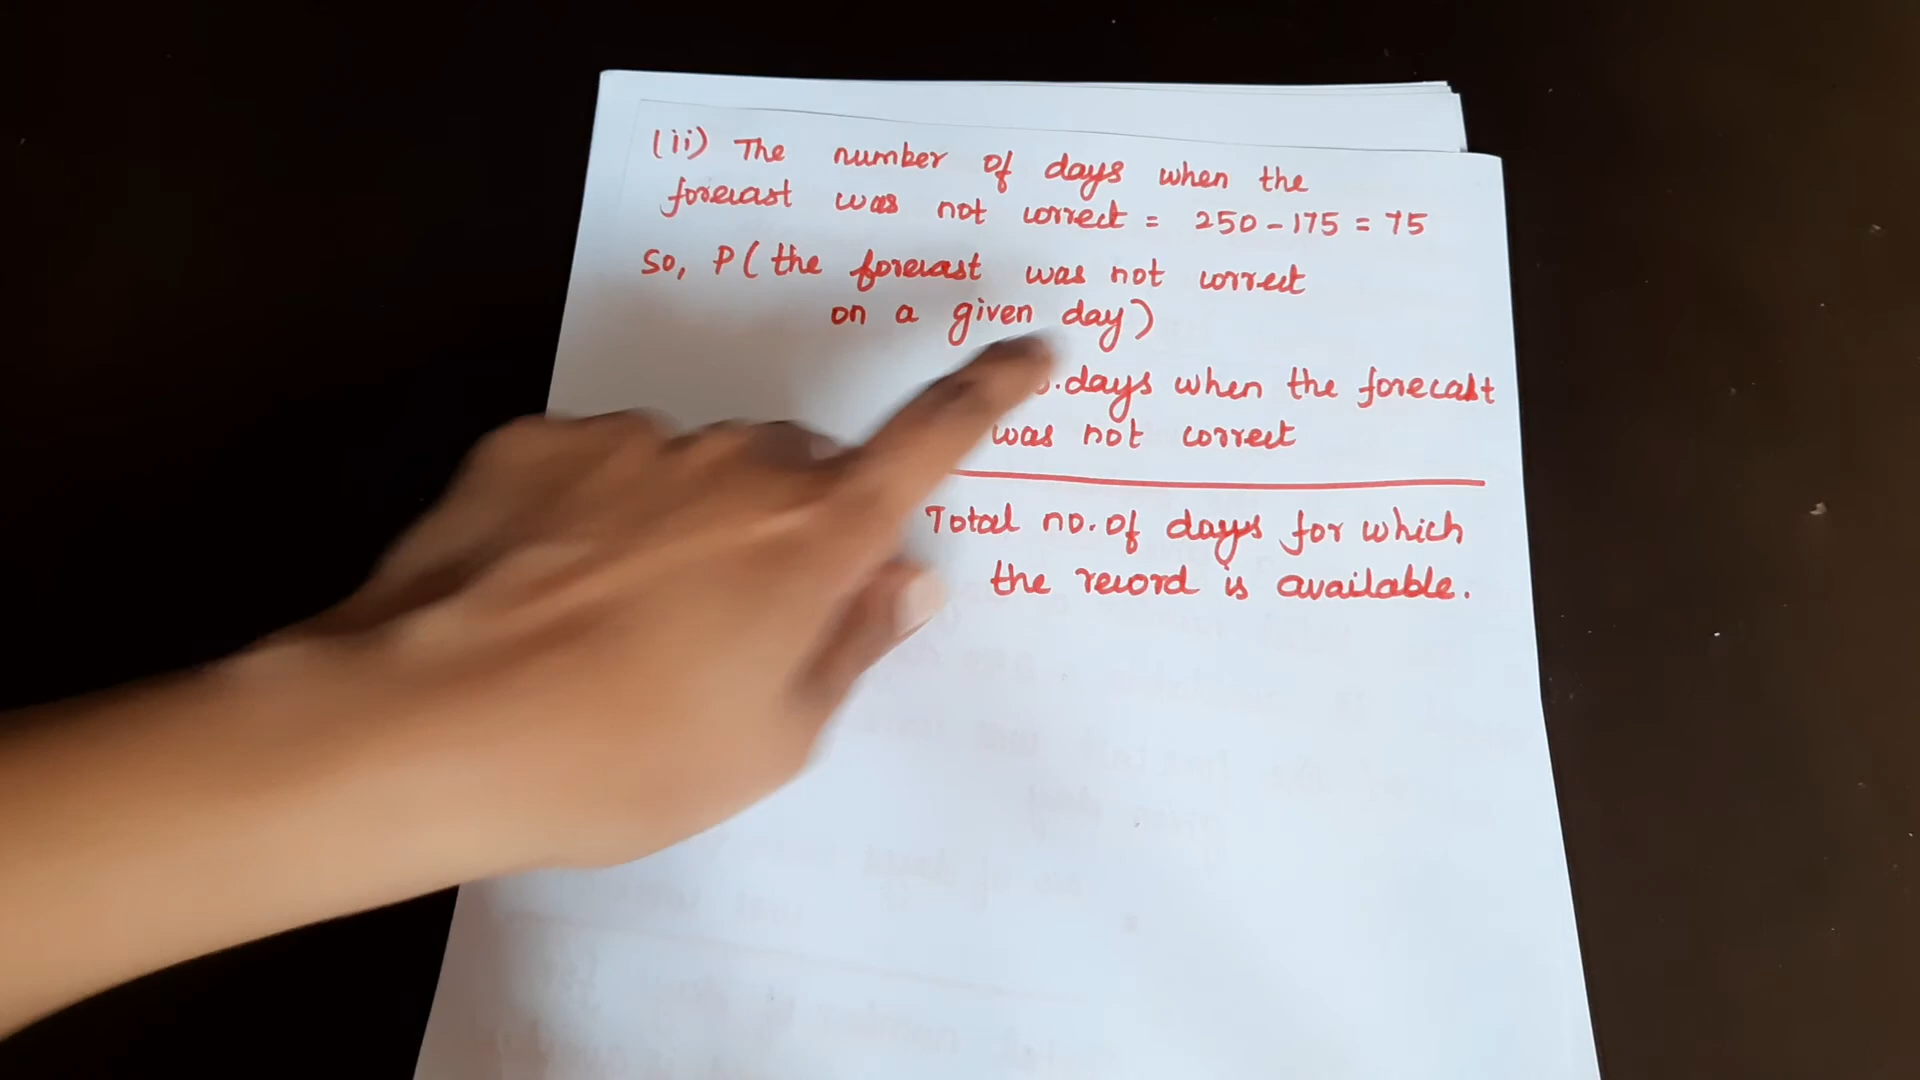 (ii) The number of days when the
forecast was not correct = 250 - 175 = 75
So, P( the forecast was not correct
on a given day)
days when the forecast
was not correct
Total no. of days for which
the record is available.